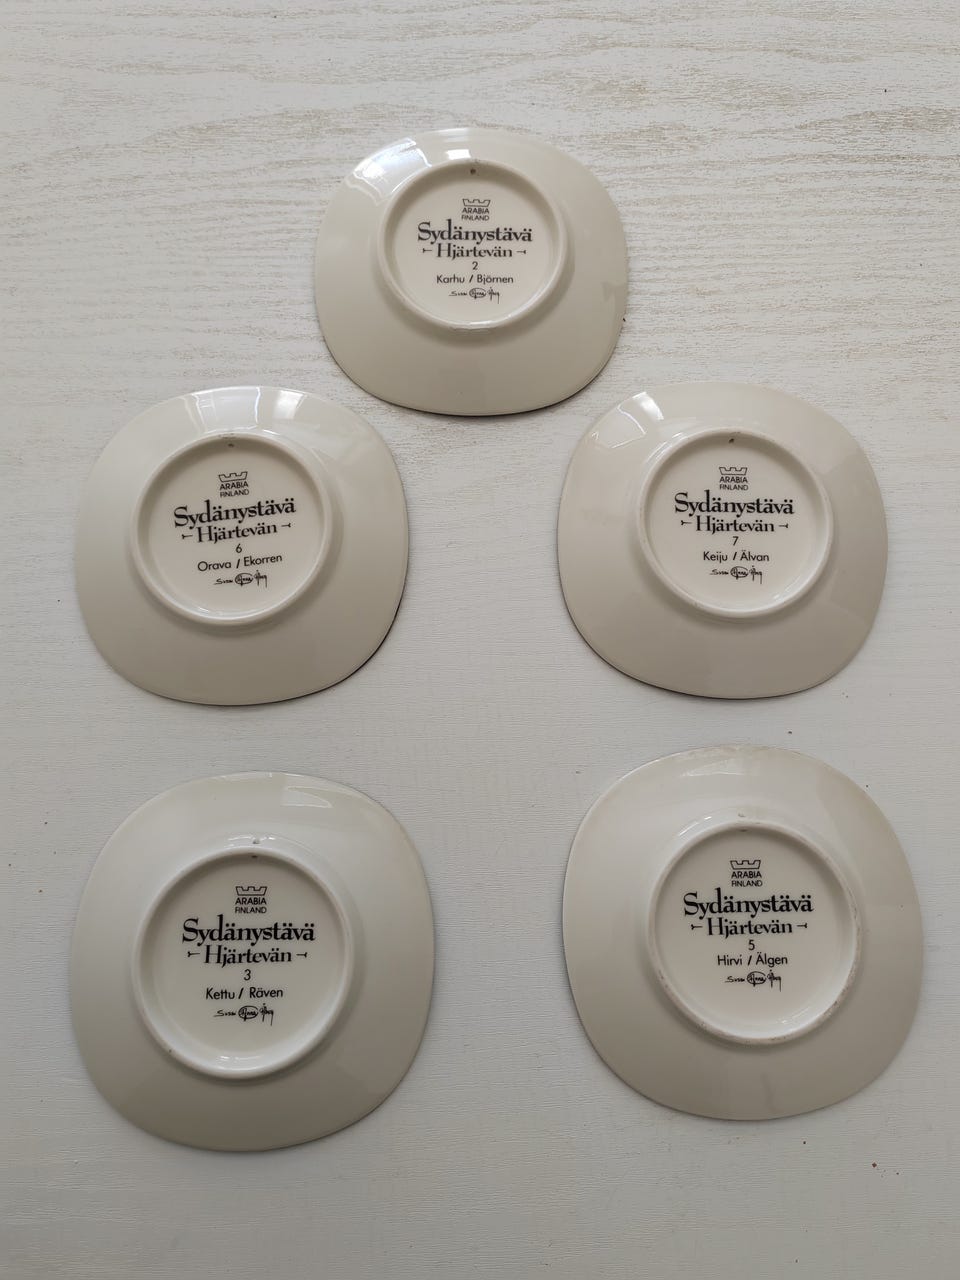 ARABIA
FINLAND
Sydänystävä
Hjärtevän
2
Karhu / Björnen
ARABIA
FINLAND
Sydänystävä
Hjärtevän
6
Orava / Ekorren
ARABIA
FINLAND
Sydänystävä
Hjärtevän
7
Keiju / Älvan
ARABIA
FINLAND
Sydänystävä
Hjärtevän
3
Kettu / Räven
ARABIA
FINLAND
Sydänystävä
Hjärtevän
5
Hirvi / Älgen